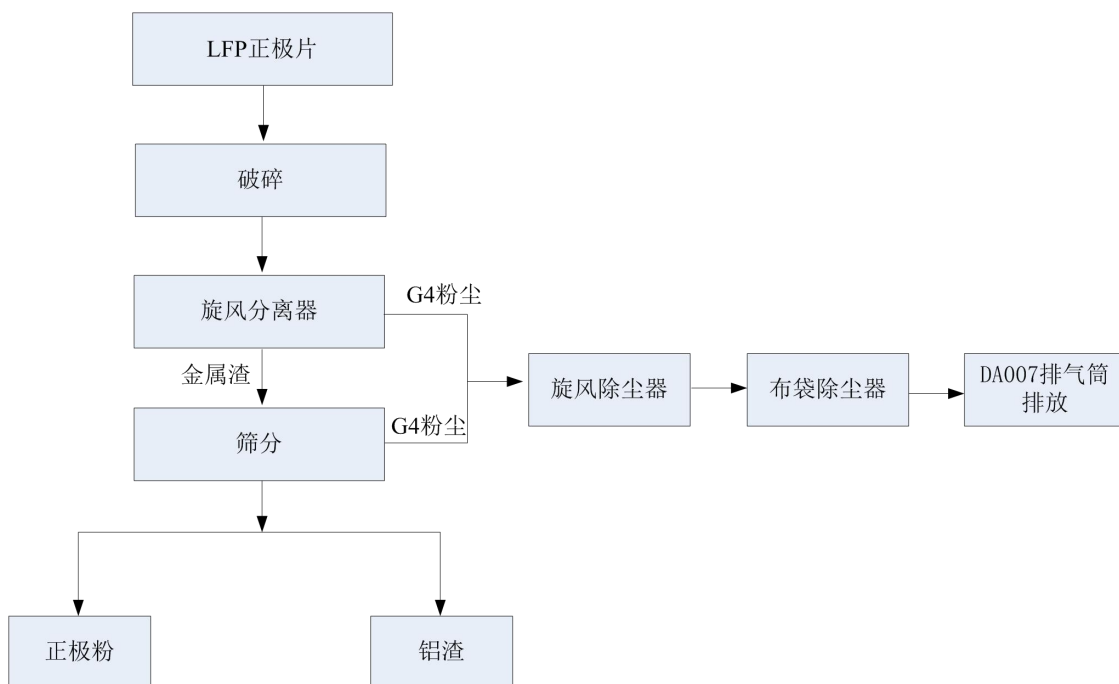 LFP正极片
破碎
旋风分离器
G4粉尘
金属渣
旋风除尘器
布袋除尘器
DA007排气筒
排放
G4粉尘
筛分
正极粉
铝渣